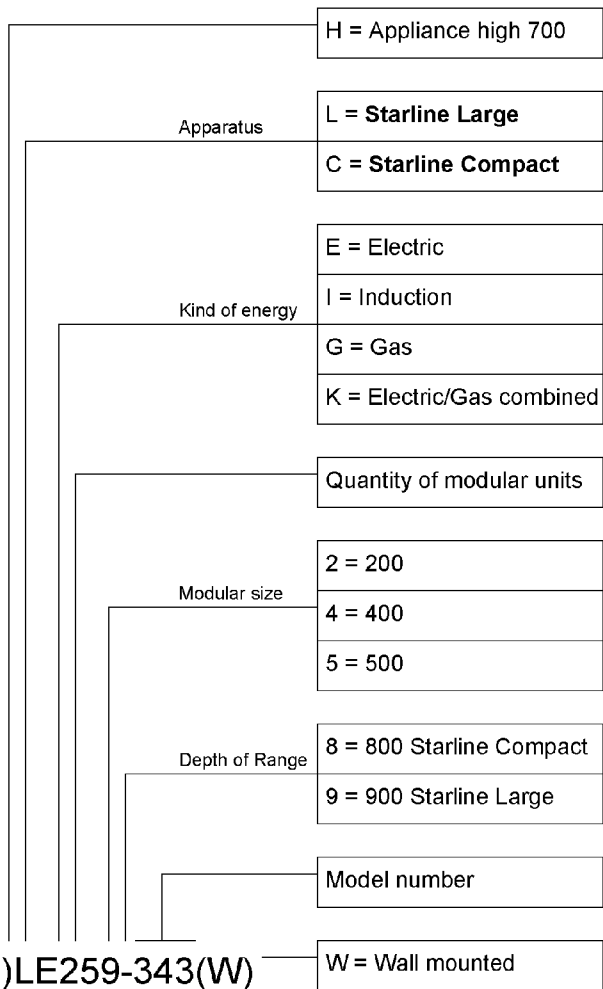 H = Appliance high 700
L = Starline Large
Apparatus
C = Starline Compact
E = Electric
I = Induction
Kind of energy
G = Gas
K = Electric/Gas combined
Quantity of modular units
2 = 200
Modular size
4 = 400
5 = 500
8 = 800 Starline Compact
Depth of Range
9 = 900 Starline Large
Model number
)LE259-343(W)
W = Wall mounted